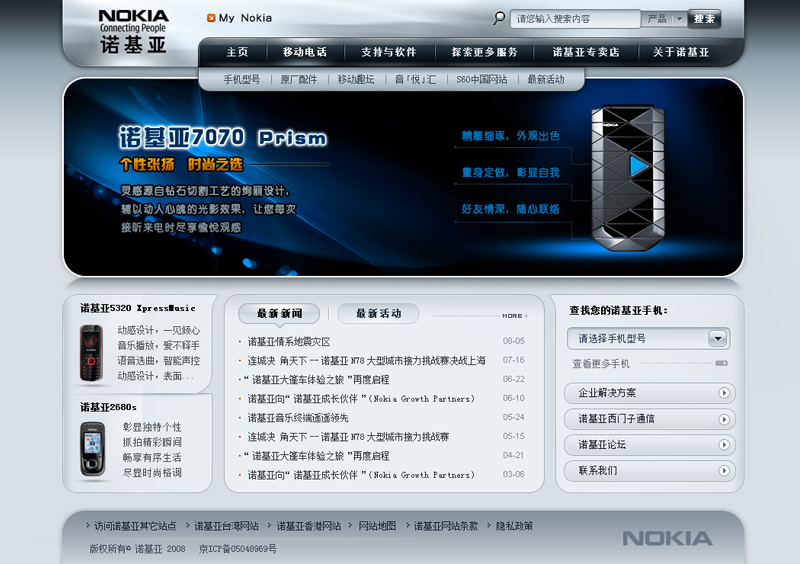 NOKIA
Connecting People
诺基亚
My Nokia
请您输入搜索内容 产品 搜索
主页 移动电话 支持与软件 探索更多服务 诺基亚专卖店 关于诺基亚
手机型号 原厂配件 移动趣坛 音「悦」汇 S60中国网站 最新活动
诺基亚7070 Prism
个性张扬 时尚之选
灵感源自钻石切割工艺的绚丽设计，
辅以动人心魄的光影效果，让您每次
接听来电时尽享愉悦观感
精雕细琢，外观出色
量身定做，彰显自我
好友情深，随心联络
NOKIA
诺基亚5320 XpressMusic
动感设计，一见倾心
音乐播放，爱不释手
语音选曲，智能声控
动感设计，表面...
诺基亚2680s
彰显独特个性
抓拍精彩瞬间
畅享有序生活
尽显时尚格调
最新新闻 最新活动 MORE
· 诺基亚情系地震灾区 08-05
· 连城决 角天下 -- 诺基亚 N78 大型城市接力挑战赛决战上海 07-16
·“ 诺基亚大篷车体验之旅 ”再度启程 06-22
· 诺基亚向“ 诺基亚成长伙伴 ”(Nokia Growth Partners) 06-10
· 诺基亚音乐终端遥遥领先 05-24
· 连城决 角天下 -- 诺基亚 N78 大型城市接力挑战赛 05-15
·“ 诺基亚大篷车体验之旅 ”再度启程 04-21
· 诺基亚向“ 诺基亚成长伙伴 ”(Nokia Growth Partners) 03-06
查找您的诺基亚手机:
请选择手机型号
查看更多手机
企业解决方案
诺基亚西门子通信
诺基亚论坛
联系我们
访问诺基亚其它站点 诺基亚台湾网站 诺基亚香港网站 网站地图 诺基亚网站条款 隐私政策
版权所有© 诺基亚 2008 京ICP备05048969号
NOKIA